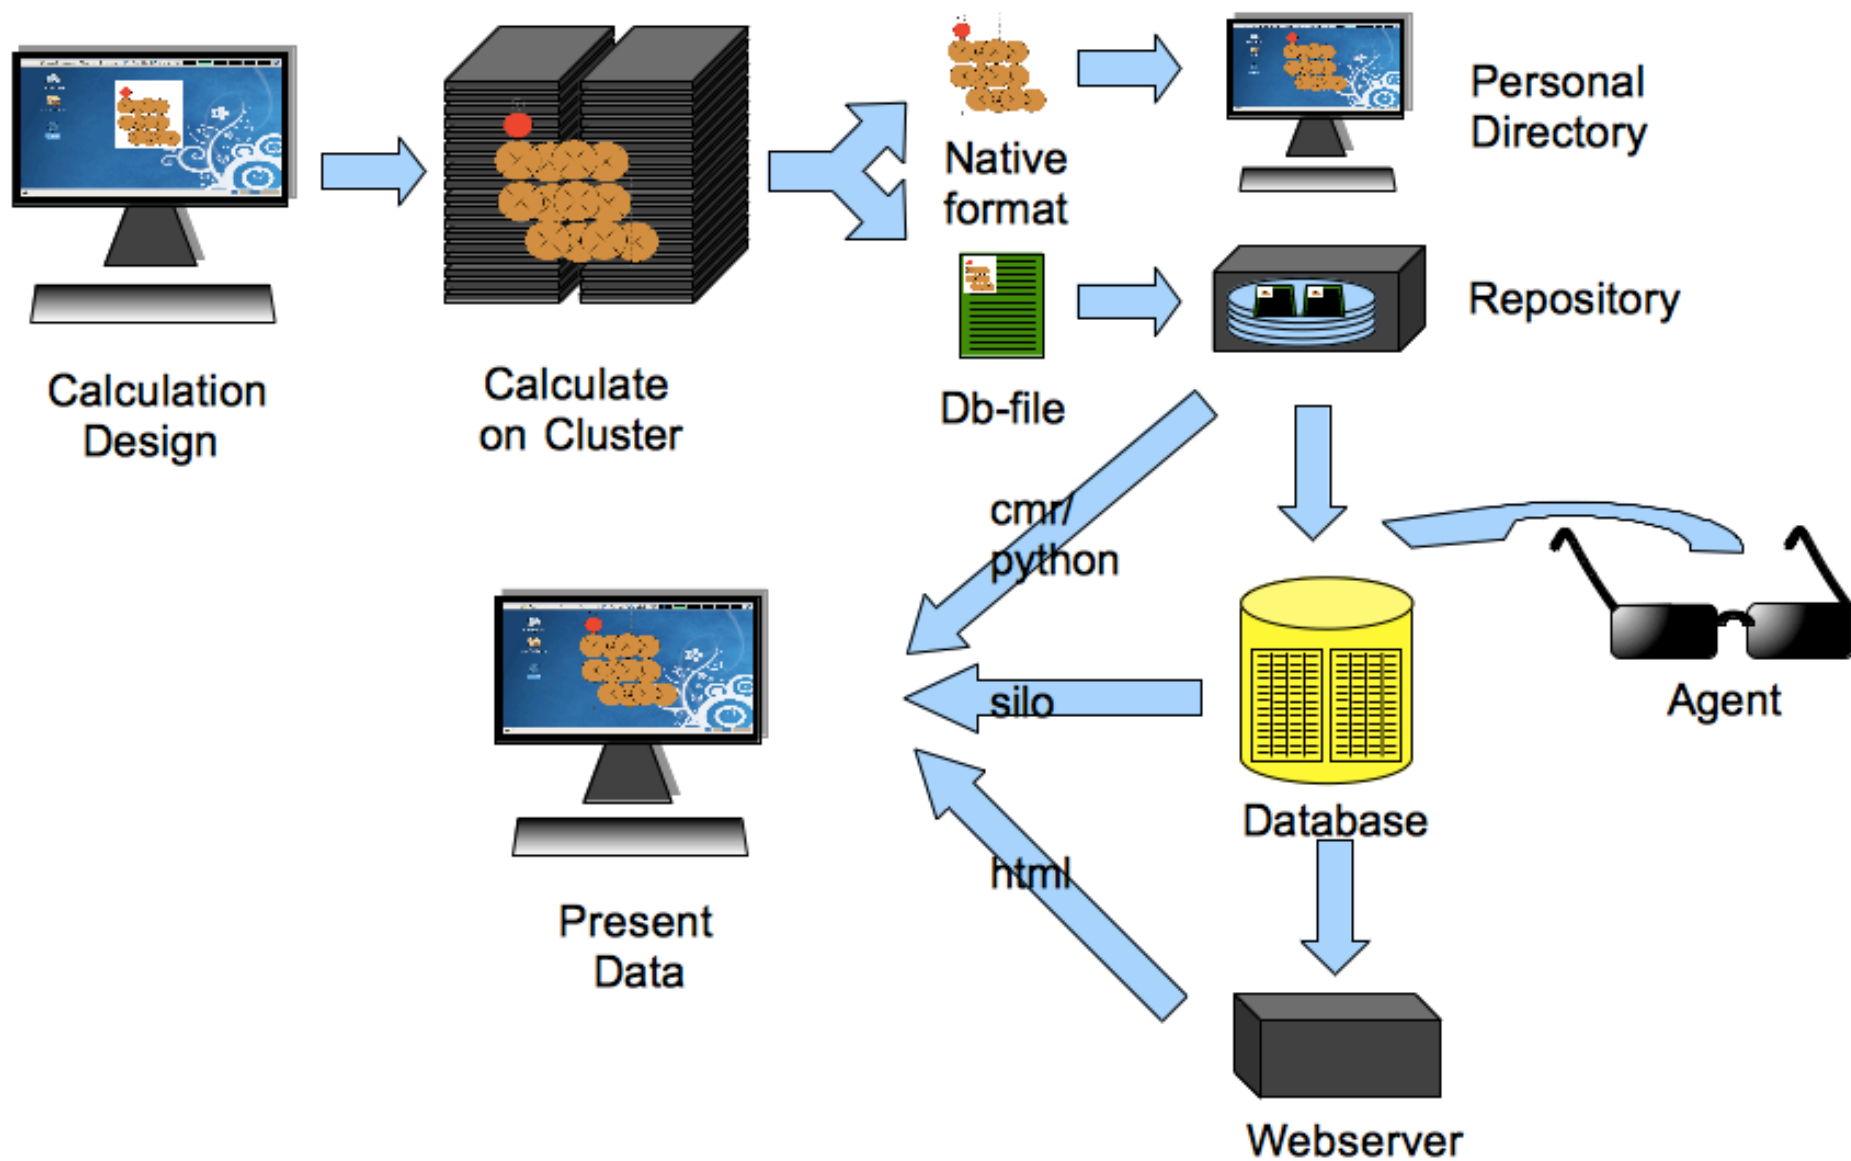 Calculation
Design
Calculate
on Cluster
Native
format
Personal
Directory
Db-file
Repository
cmr/
python
silo
html
Database
Agent
Present
Data
Webserver